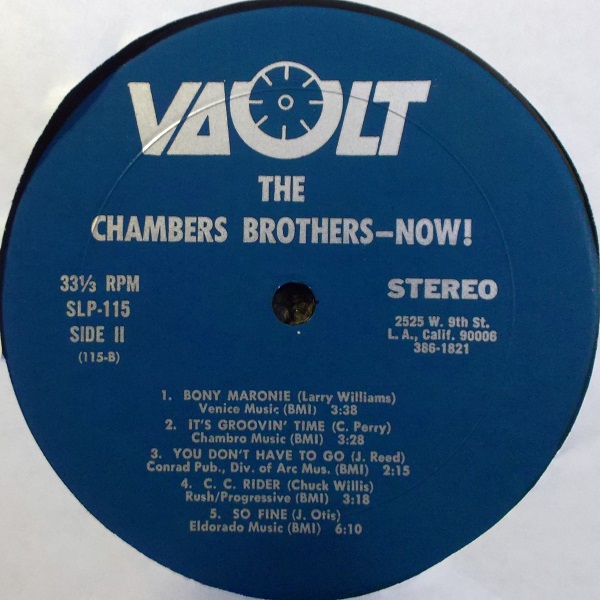 VAULT
THE
CHAMBERS BROTHERS—NOW!
33⅓ RPM
SLP-115
SIDE II
(115-B)
STEREO
2525 W. 9th St.
L. A., Calif. 90006
386-1821
1. BONY MARONIE (Larry Williams)
Venice Music (BMI) 3:38
2. IT'S GROOVIN' TIME (C. Perry)
Chambro Music (BMI) 3:28
3. YOU DON'T HAVE TO GO (J. Reed)
Conrad Pub., Div. of Arc Mus. (BMI) 2:15
4. C. C. RIDER (Chuck Willis)
Rush/Progressive (BMI) 3:18
5. SO FINE (J. Otis)
Eldorado Music (BMI) 6:10